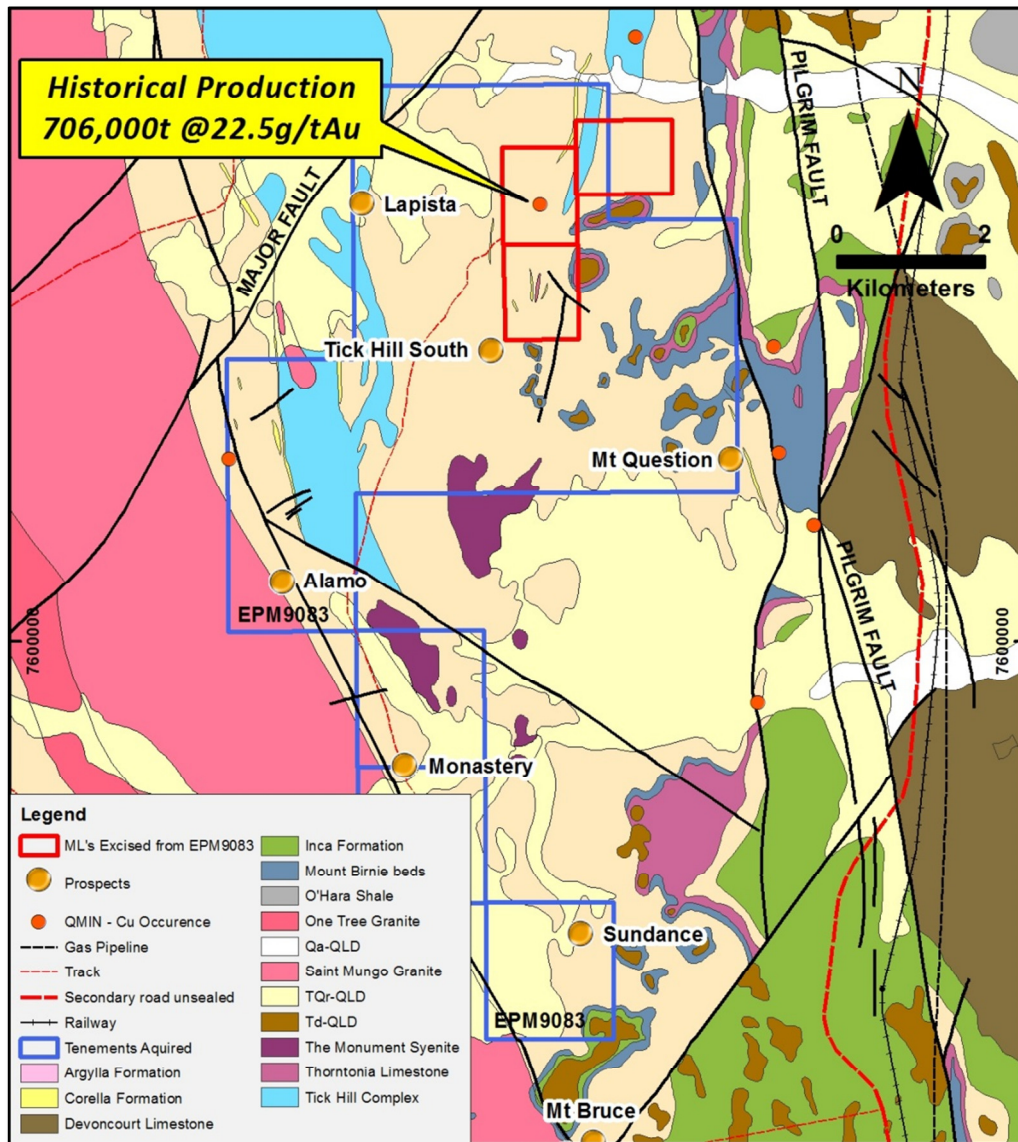 Historical Production
706,000t @22.5g/tAu
Lapista
MAJOR FAULT
PILGRIM FAULT
N
0 2
Kilometers
Tick Hill South
Mt Question
Alamo
EPM9083
7600000
7600000
PILGRIM FAULT
Monastery
Sundance
EPM9083
Mt Bruce
Legend
ML's Excised from EPM9083
Prospects
QMIN - Cu Occurence
Gas Pipeline
Track
Secondary road unsealed
Railway
Tenements Aquired
Argylla Formation
Corella Formation
Devoncourt Limestone
Inca Formation
Mount Birnie beds
O'Hara Shale
One Tree Granite
Qa-QLD
Saint Mungo Granite
TQr-QLD
Td-QLD
The Monument Syenite
Thorntonia Limestone
Tick Hill Complex